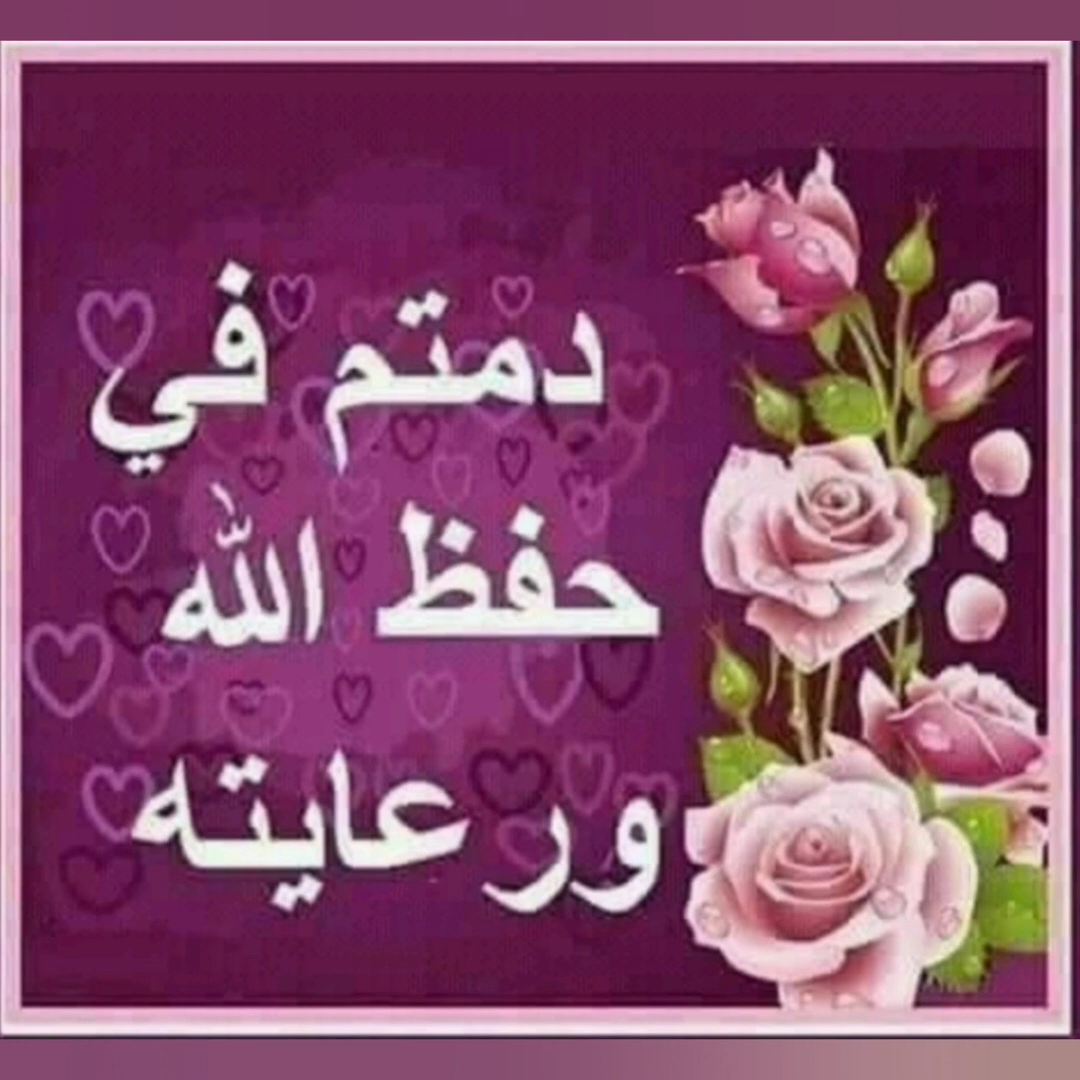 دمتم في
حفظ الله
ورعايته